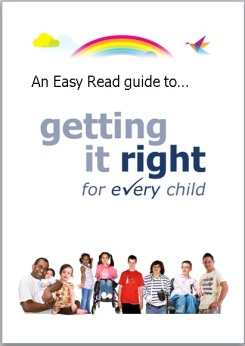 An Easy Read guide to...
getting
it right
for every child